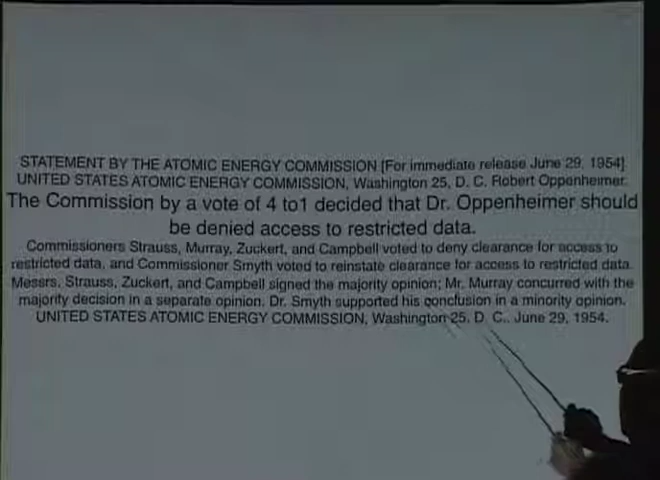 STATEMENT BY THE ATOMIC ENERGY COMMISSION [For immediate release June 29, 1954]
UNITED STATES ATOMIC ENERGY COMMISSION, Washington 25, D. C. Robert Oppenheimer.
The Commission by a vote of 4 to1 decided that Dr. Oppenheimer should
be denied access to restricted data.
Commissioners Strauss, Murray, Zuckert, and Campbell voted to deny clearance for access to
restricted data, and Commissioner Smyth voted to reinstate clearance for access to restricted data.
Messrs. Strauss, Zuckert, and Campbell signed the majority opinion; Mr. Murray concurred with the
majority decision in a separate opinion. Dr. Smyth supported his conclusion in a minority opinion.
UNITED STATES ATOMIC ENERGY COMMISSION, Washington 25, D. C., June 29, 1954.